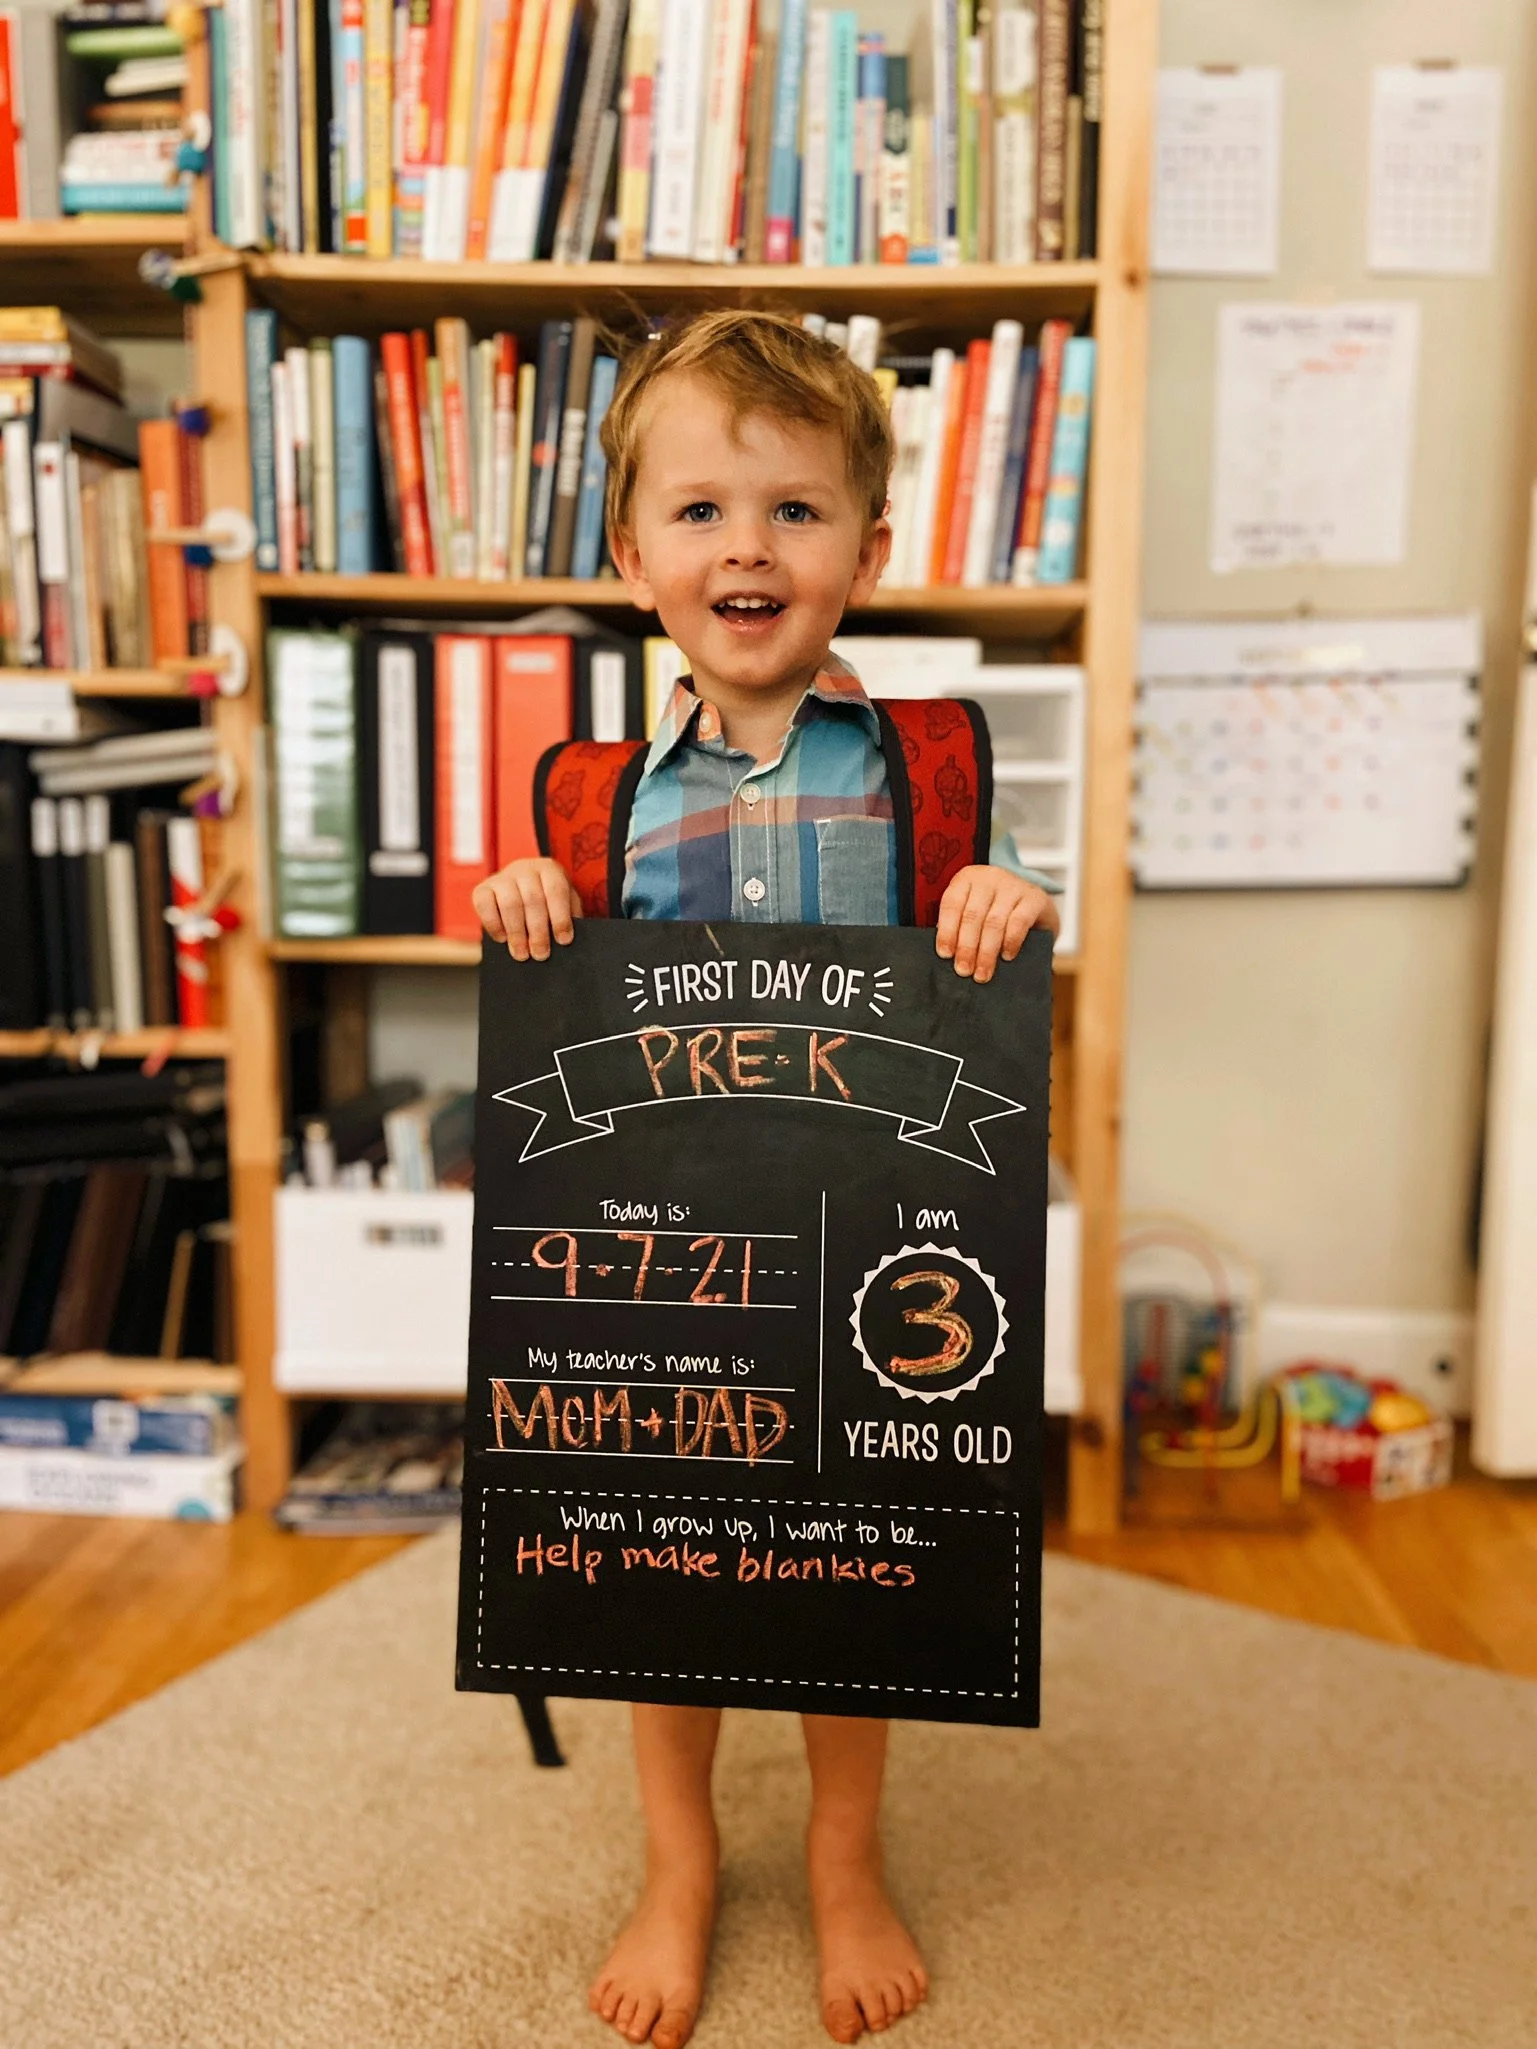 FIRST DAY OF
PRE-K
Today is:
9.7.21
I am
3
YEARS OLD
My teacher's name is:
MOM + DAD
When I grow up, I want to be...
Help make blankies